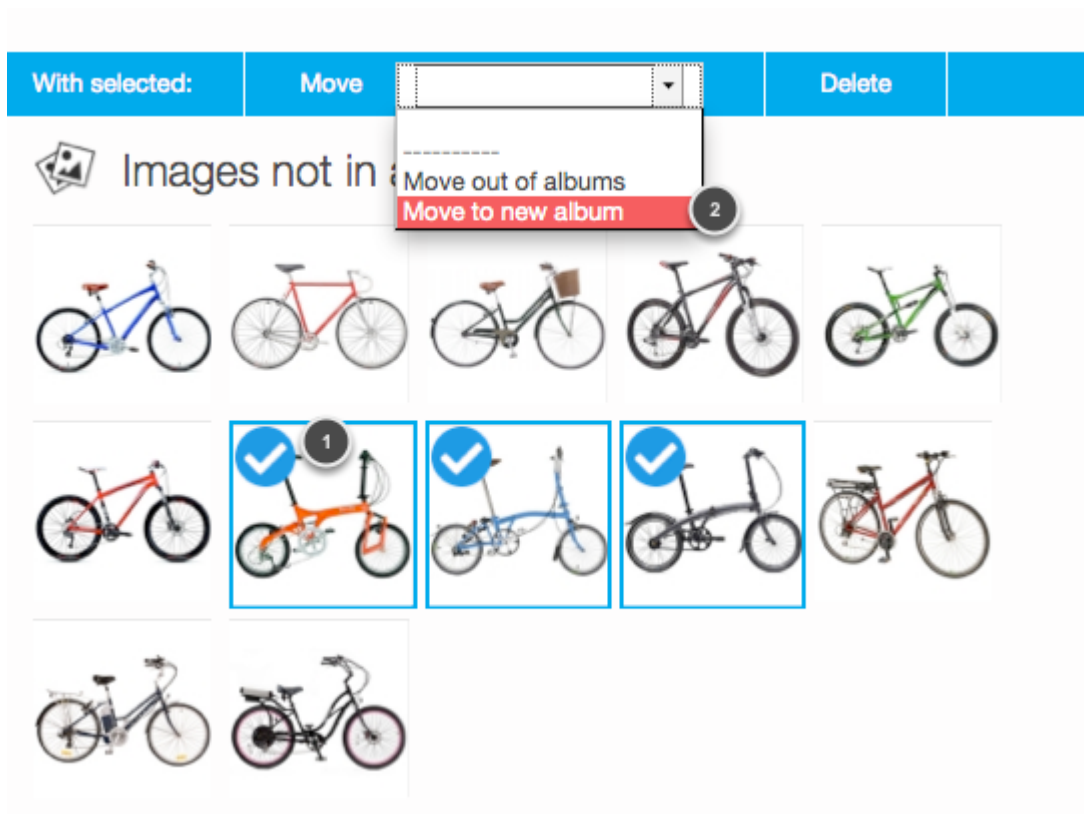 With selected: Move Delete
----------
Images not in
Move out of albums
Move to new album 2
1